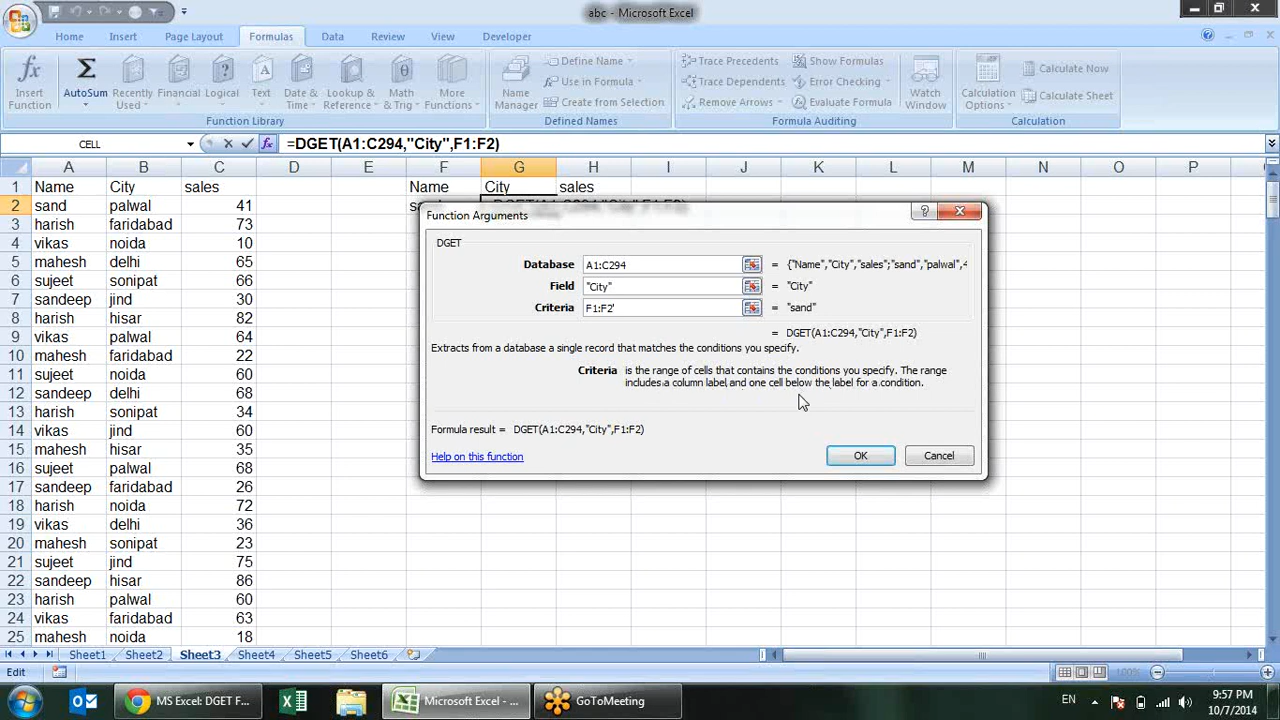 abc - Microsoft Excel
Home Insert Page Layout Formulas Data Review View Developer
Insert Function
AutoSum
Recently Used
Financial
Logical
Text
Date & Time
Lookup & Reference
Math & Trig
More Functions
Function Library
Name Manager
Define Name
Use in Formula
Create from Selection
Defined Names
Trace Precedents
Trace Dependents
Remove Arrows
Show Formulas
Error Checking
Evaluate Formula
Formula Auditing
Watch Window
Calculation Options
Calculate Now
Calculate Sheet
Calculation
CELL fx =DGET(A1:C294,"City",F1:F2)
A B C D E F G H I J K L M N O P
1 Name City sales Name City sales
2 sand palwal 41
3 harish faridabad 73
4 vikas noida 10
5 mahesh delhi 65
6 sujeet sonipat 66
7 sandeep jind 30
8 harish hisar 82
9 vikas palwal 64
10 mahesh faridabad 22
11 sujeet noida 60
12 sandeep delhi 68
13 harish sonipat 34
14 vikas jind 60
15 mahesh hisar 35
16 sujeet palwal 68
17 sandeep faridabad 26
18 harish noida 72
19 vikas delhi 36
20 mahesh sonipat 23
21 sujeet jind 75
22 sandeep hisar 86
23 harish palwal 60
24 vikas faridabad 63
25 mahesh noida 18
Function Arguments
DGET
Database A1:C294 = {"Name","City","sales";"sand","palwal",4
Field "City" = "City"
Criteria F1:F2' = "sand"
= DGET(A1:C294,"City",F1:F2)
Extracts from a database a single record that matches the conditions you specify.
Criteria is the range of cells that contains the conditions you specify. The range
includes a column label and one cell below the label for a condition.
Formula result = DGET(A1:C294,"City",F1:F2)
Help on this function OK Cancel
Sheet1 Sheet2 Sheet3 Sheet4 Sheet5 Sheet6
Edit 100%
MS Excel: DGET F... Microsoft Excel - ... GoToMeeting EN 9:57 PM
10/7/2014